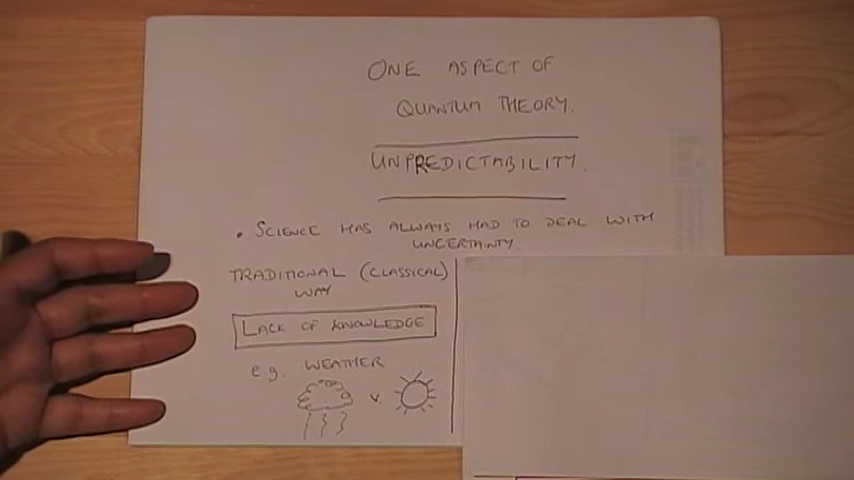 ONE ASPECT OF
QUANTUM THEORY.
UNPREDICTABILITY.
• SCIENCE HAS ALWAYS HAD TO DEAL WITH
UNCERTAINTY.
TRADITIONAL (CLASSICAL)
WAY
LACK OF KNOWLEDGE
e.g. WEATHER
v.